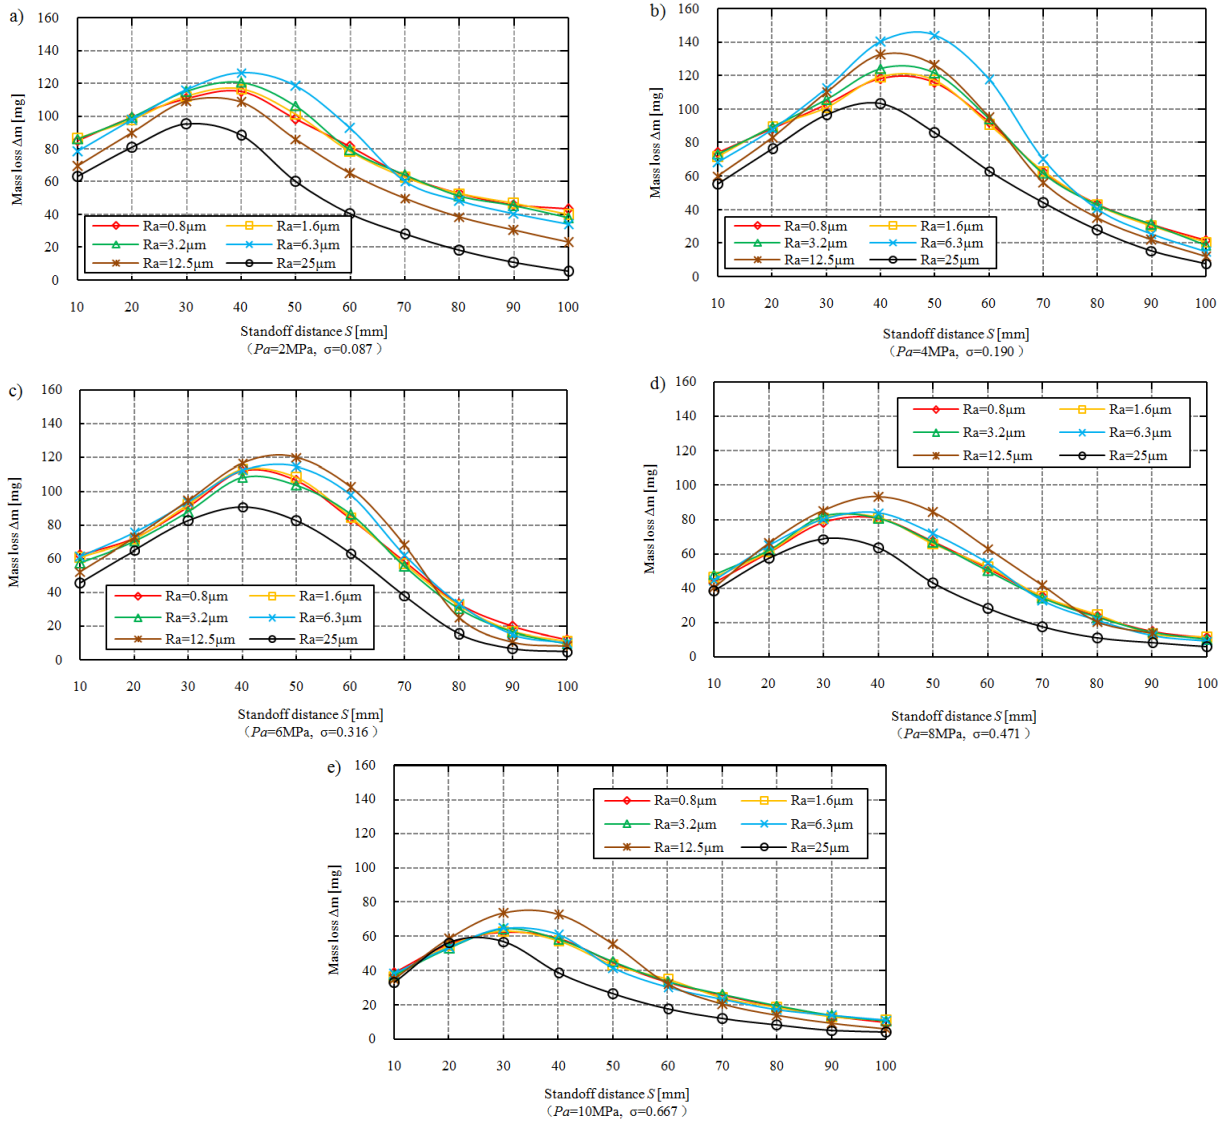 a)
Mass loss Δm [mg]
160
140
120
100
80
60
40
20
0
Ra=0.8μm Ra=1.6μm
Ra=3.2μm Ra=6.3μm
Ra=12.5μm Ra=25μm
10 20 30 40 50 60 70 80 90 100
Standoff distance S [mm]
（Pa=2MPa, σ=0.087）
b)
Mass loss Δm [mg]
160
140
120
100
80
60
40
20
0
Ra=0.8μm Ra=1.6μm
Ra=3.2μm Ra=6.3μm
Ra=12.5μm Ra=25μm
10 20 30 40 50 60 70 80 90 100
Standoff distance S [mm]
（Pa=4MPa, σ=0.190）
c)
Mass loss Δm [mg]
160
140
120
100
80
60
40
20
0
Ra=0.8μm Ra=1.6μm
Ra=3.2μm Ra=6.3μm
Ra=12.5μm Ra=25μm
10 20 30 40 50 60 70 80 90 100
Standoff distance S [mm]
（Pa=6MPa, σ=0.316）
d)
Mass loss Δm [mg]
160
140
120
100
80
60
40
20
0
Ra=0.8μm Ra=1.6μm
Ra=3.2μm Ra=6.3μm
Ra=12.5μm Ra=25μm
10 20 30 40 50 60 70 80 90 100
Standoff distance S [mm]
（Pa=8MPa, σ=0.471）
e)
Mass loss Δm [mg]
160
140
120
100
80
60
40
20
0
Ra=0.8μm Ra=1.6μm
Ra=3.2μm Ra=6.3μm
Ra=12.5μm Ra=25μm
10 20 30 40 50 60 70 80 90 100
Standoff distance S [mm]
（Pa=10MPa, σ=0.667）